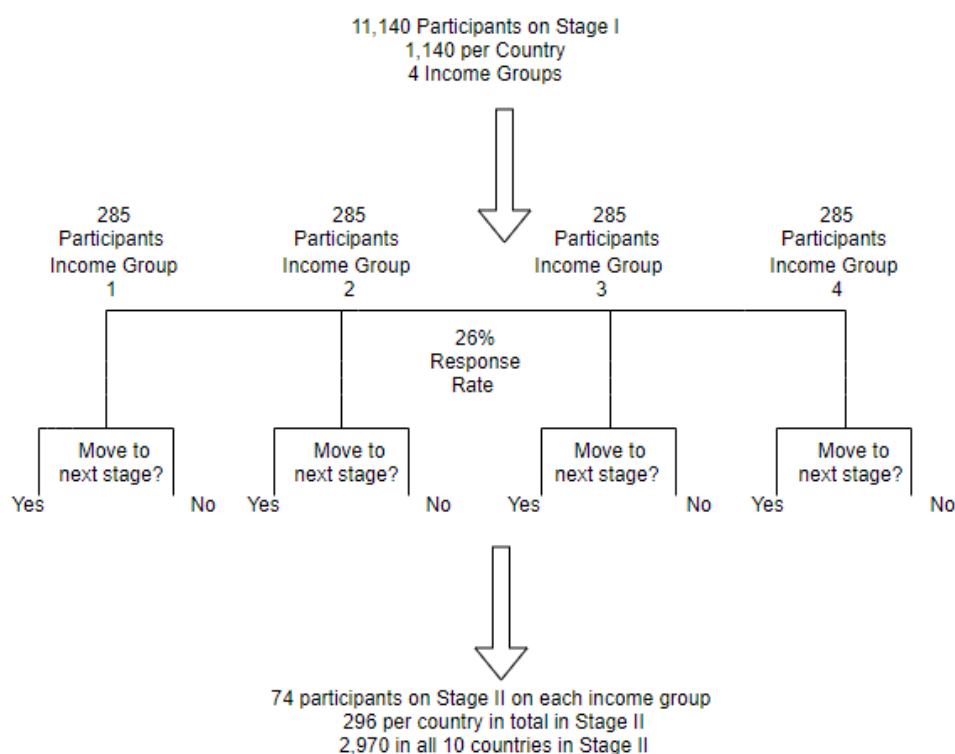 11,140 Participants on Stage I
1,140 per Country
4 Income Groups
285
Participants
Income Group
1
285
Participants
Income Group
2
285
Participants
Income Group
3
285
Participants
Income Group
4
26%
Response
Rate
Move to
next stage?
Yes
No
Move to
next stage?
Yes
No
Move to
next stage?
Yes
No
Move to
next stage?
Yes
No
74 participants on Stage II on each income group
296 per country in total in Stage II
2,970 in all 10 countries in Stage II